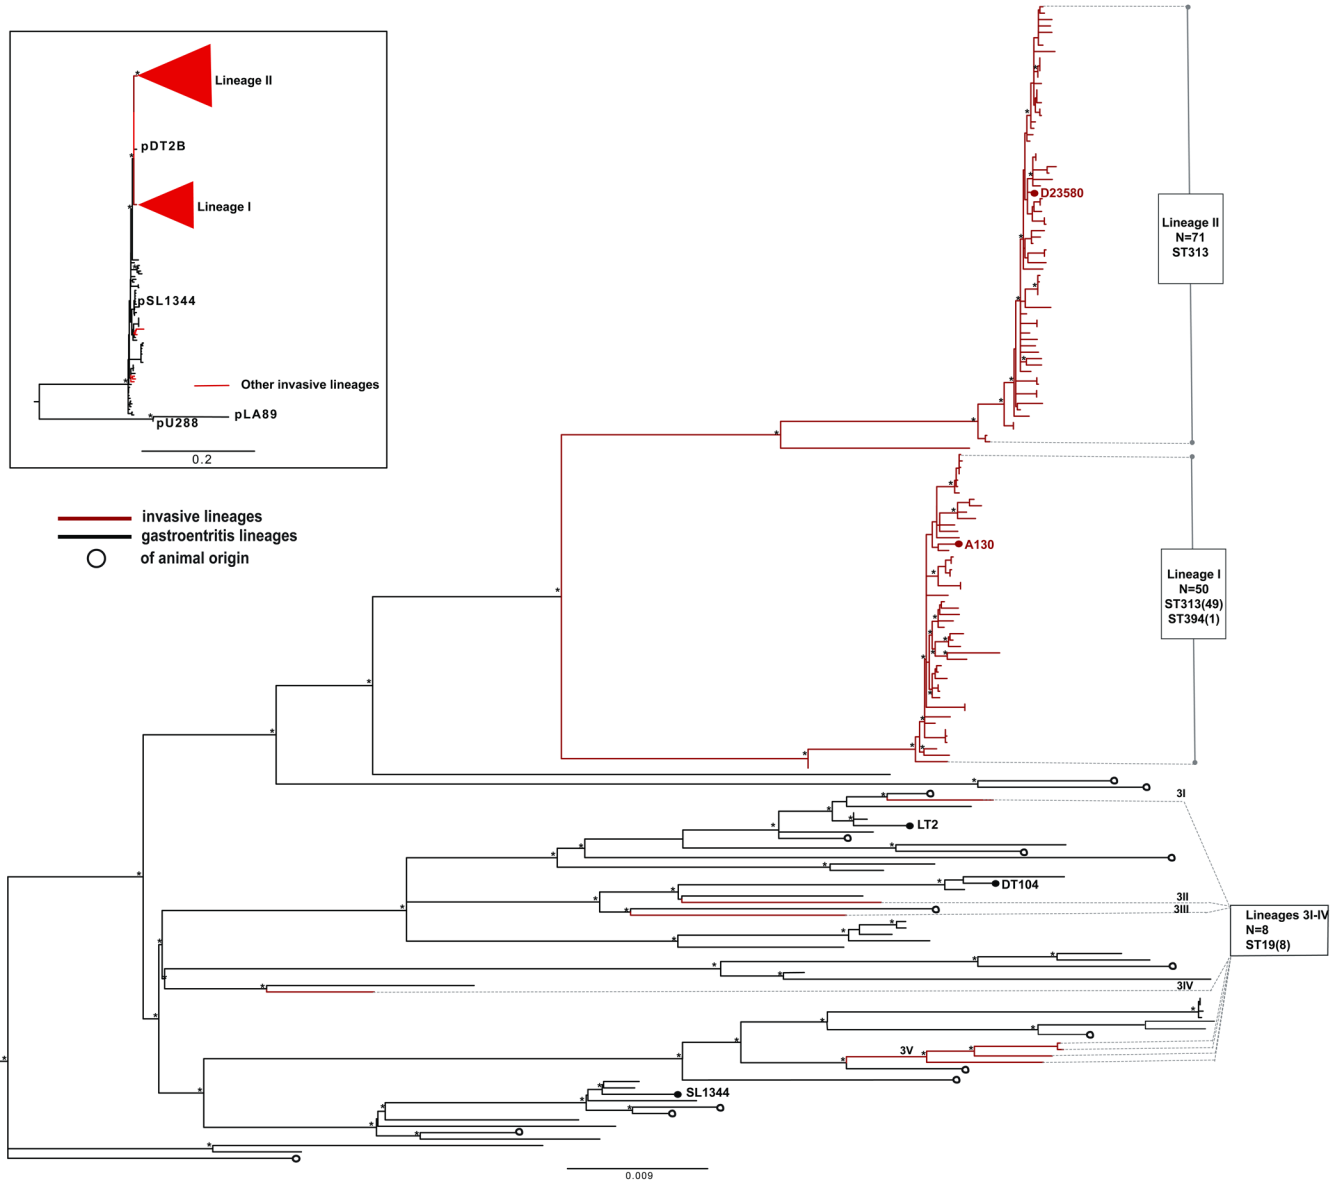 Lineage II
pDT2B
Lineage I
pSL1344
Other invasive lineages
pLA89
pU288
0.2
invasive lineages
gastroentritis lineages
of animal origin
D23580
Lineage II
N=71
ST313
A130
Lineage I
N=50
ST313(49)
ST394(1)
3I
LT2
DT104
3II
3III
Lineages 3I-IV
N=8
ST19(8)
3IV
3V
SL1344
0.009